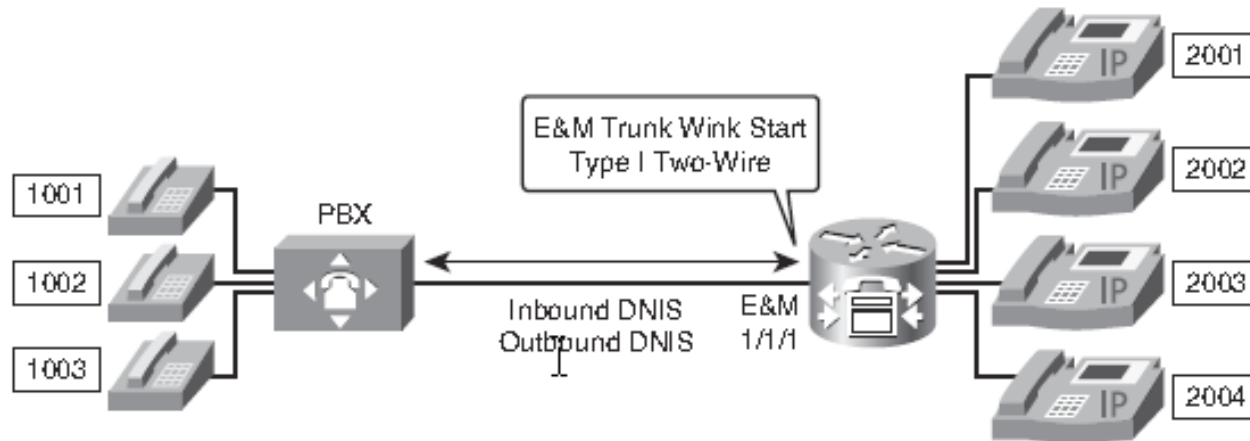 E&M Trunk Wink Start
Type I Two-Wire
1001
1002
1003
PBX
Inbound DNIS
Outbound DNIS
E&M
1/1/1
IP
2001
IP
2002
IP
2003
IP
2004